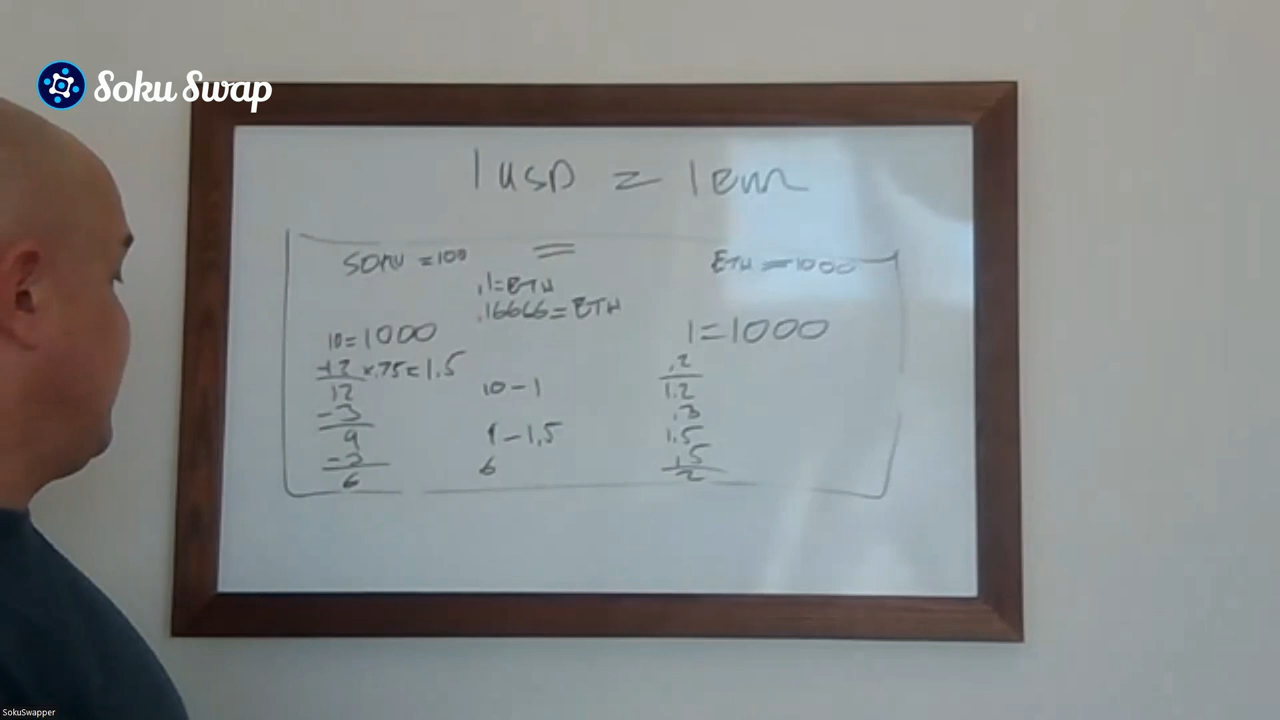 Soku Swap
1 USD = 1 eur
SOKU = 100
=
ETH = 1000
.1 = ETH
.16666 = ETH
10 = 1000
1 = 1000
+2 x .75 = 1.5
.2
12
10 - 1
1.2
-3
.3
9
9 - 1.5
1.5
-3
6
.5
6
2
SokuSwapper